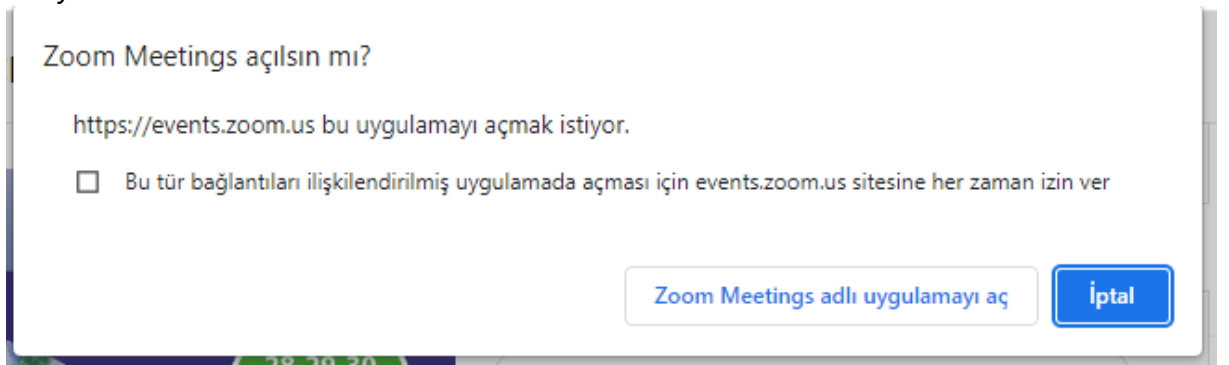 Zoom Meetings açılsın mı?
https://events.zoom.us bu uygulamayı açmak istiyor.
Bu tür bağlantıları ilişkilendirilmiş uygulamada açması için events.zoom.us sitesine her zaman izin ver
Zoom Meetings adlı uygulamayı aç
İptal